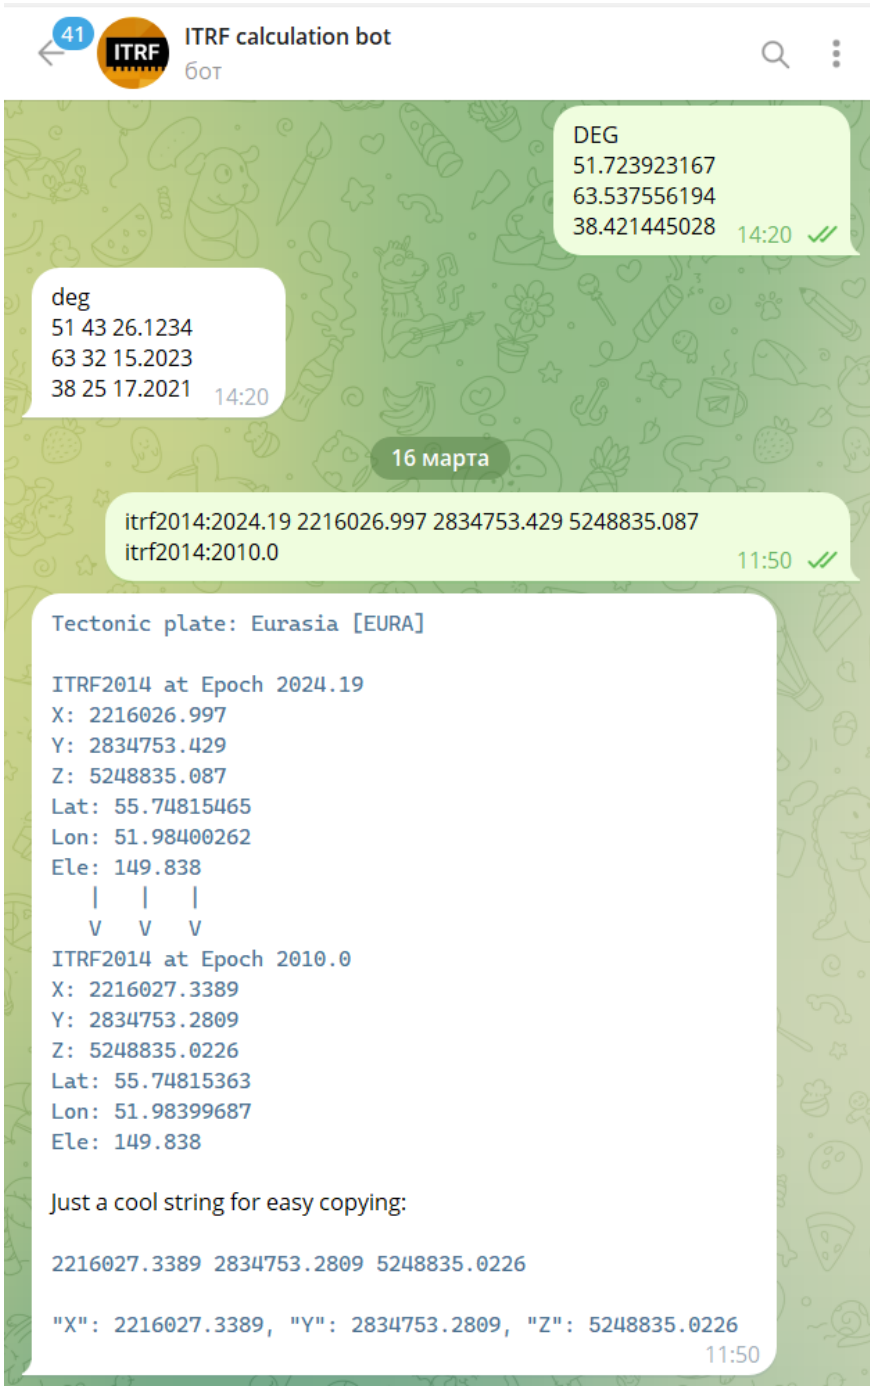 41
ITRF
ITRF calculation bot
бот
DEG
51.723923167
63.537556194
38.421445028
14:20
deg
51 43 26.1234
63 32 15.2023
38 25 17.2021
14:20
16 марта
itrf2014:2024.19 2216026.997 2834753.429 5248835.087
itrf2014:2010.0
11:50
Tectonic plate: Eurasia [EURA]
ITRF2014 at Epoch 2024.19
X: 2216026.997
Y: 2834753.429
Z: 5248835.087
Lat: 55.74815465
Lon: 51.98400262
Ele: 149.838
| | |
V V V
ITRF2014 at Epoch 2010.0
X: 2216027.3389
Y: 2834753.2809
Z: 5248835.0226
Lat: 55.74815363
Lon: 51.98399687
Ele: 149.838
Just a cool string for easy copying:
2216027.3389 2834753.2809 5248835.0226
"X": 2216027.3389, "Y": 2834753.2809, "Z": 5248835.0226
11:50